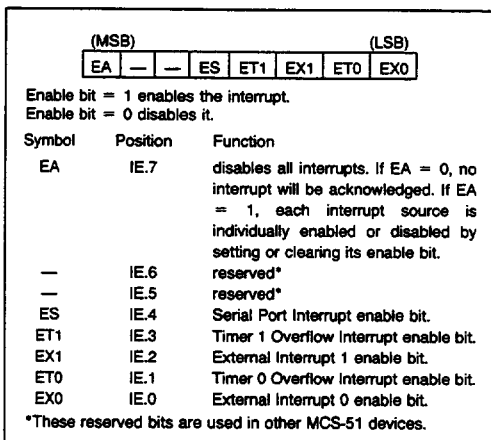 (MSB) (LSB)
EA — — ES ET1 EX1 ET0 EX0
Enable bit = 1 enables the interrupt.
Enable bit = 0 disables it.
Symbol Position Function
EA IE.7 disables all interrupts. If EA = 0, no
interrupt will be acknowledged. If EA
= 1, each interrupt source is
individually enabled or disabled by
setting or clearing its enable bit.
— IE.6 reserved*
— IE.5 reserved*
ES IE.4 Serial Port Interrupt enable bit.
ET1 IE.3 Timer 1 Overflow Interrupt enable bit.
EX1 IE.2 External Interrupt 1 enable bit.
ET0 IE.1 Timer 0 Overflow Interrupt enable bit.
EX0 IE.0 External Interrupt 0 enable bit.
*These reserved bits are used in other MCS-51 devices.